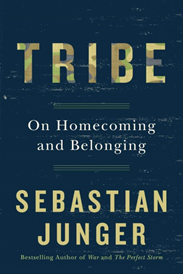 TRIBE
On Homecoming
and Belonging
SEBASTIAN
JUNGER
Bestselling Author of War and The Perfect Storm